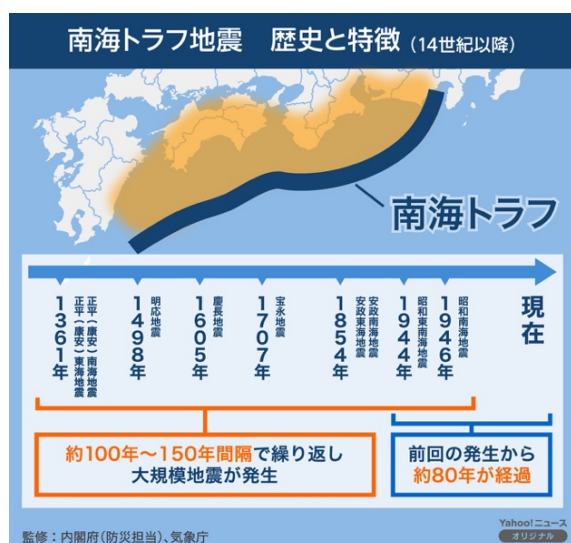 南海トラフ地震　歴史と特徴（14世紀以降）
南海トラフ
1361年
正平（康安）東海地震
正平（康安）南海地震
1498年
明応地震
1605年
慶長地震
1707年
宝永地震
1854年
安政東海地震
安政南海地震
1944年
昭和東南海地震
1946年
昭和南海地震
現在
約100年～150年間隔で繰り返し
大規模地震が発生
前回の発生から
約80年が経過
監修：内閣府（防災担当）、気象庁
Yahoo!ニュース
オリジナル